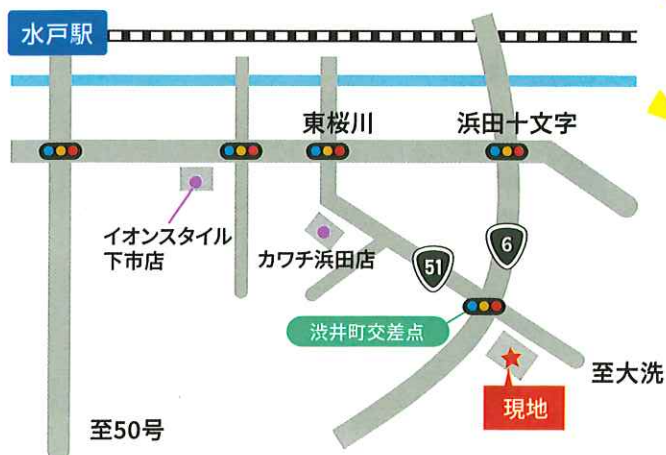 水戸駅
東桜川
浜田十文字
イオンスタイル
下市店
カワチ浜田店
51
6
渋井町交差点
至大洗
現地
至50号